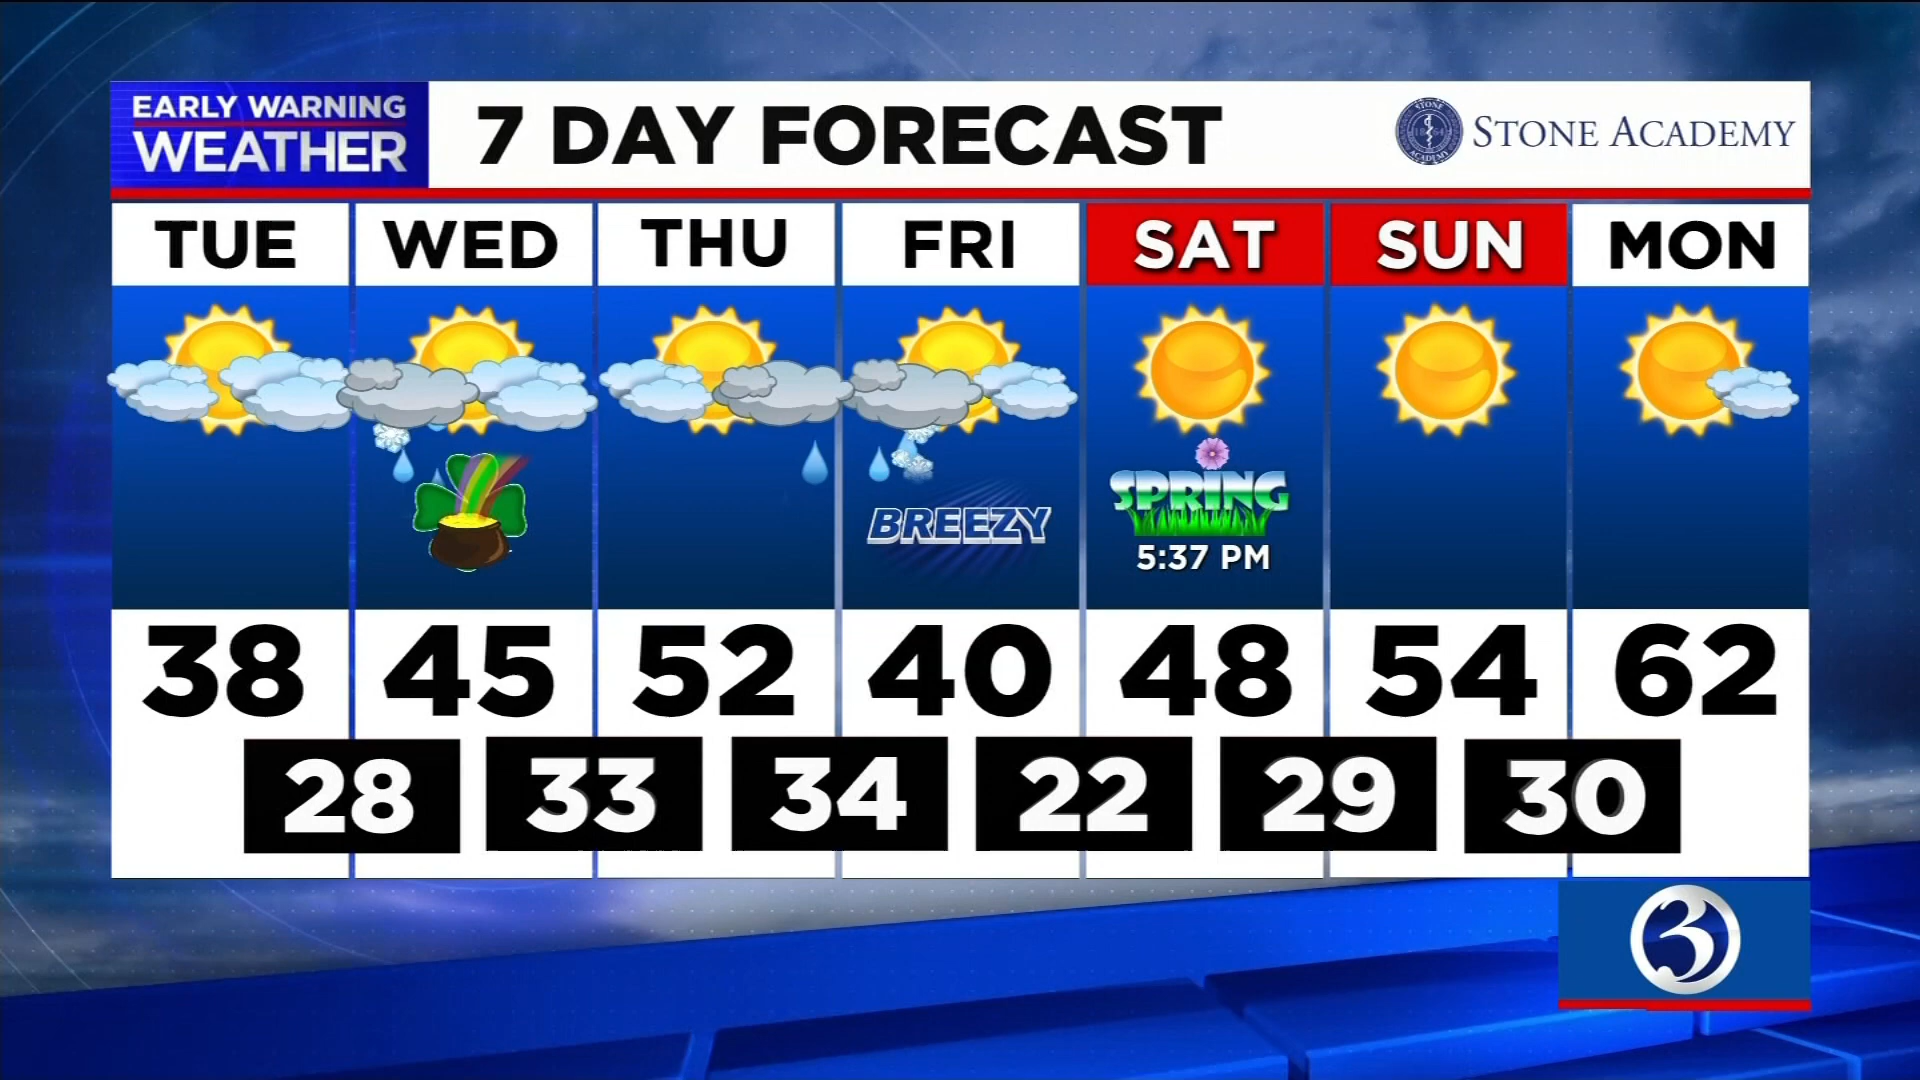 EARLY WARNING
WEATHER
7 DAY FORECAST
STONE ACADEMY
TUE
WED
THU
FRI
SAT
SUN
MON
BREEZY
SPRING
5:37 PM
38
45
52
40
48
54
62
28
33
34
22
29
30
3